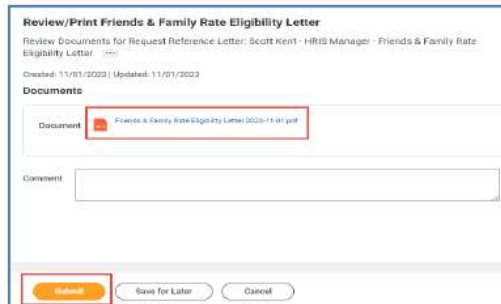 Review/Print Friends & Family Rate Eligibility Letter
Review Documents for Request Reference Letter: Scott Kent - HRIS Manager - Friends & Family Rate
Eligibility Letter
Created: 11/01/2023 | Updated: 11/01/2023
Documents
Document Friends & Family Rate Eligibility Letter 2023-11-01.pdf
Comment
Submit Save for Later Cancel